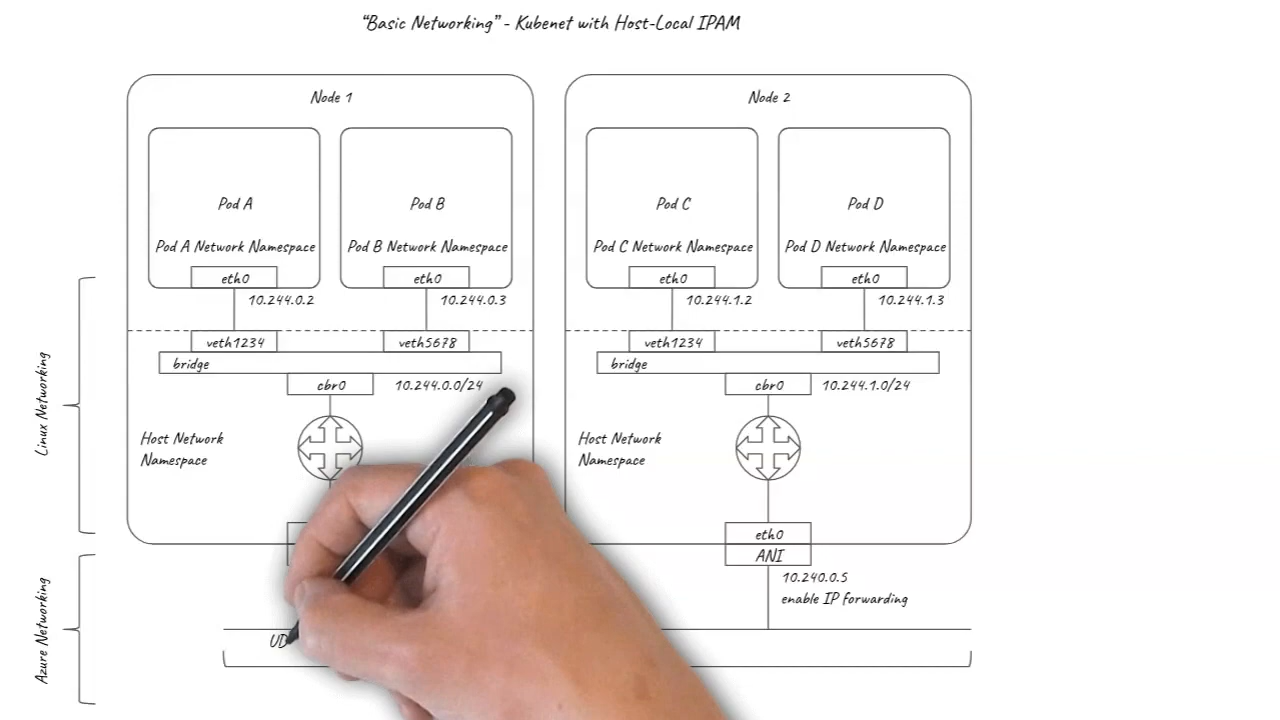 "Basic Networking" - Kubenet with Host-Local IPAM
Node 1
Node 2
Pod A
Pod B
Pod C
Pod D
Pod A Network Namespace
Pod B Network Namespace
Pod C Network Namespace
Pod D Network Namespace
eth0
eth0
eth0
eth0
10.244.0.2
10.244.0.3
10.244.1.2
10.244.1.3
veth1234
veth5678
veth1234
veth5678
bridge
bridge
cbr0
10.244.0.0/24
cbr0
10.244.1.0/24
Host Network
Namespace
Host Network
Namespace
Linux Networking
eth0
ANI
10.240.0.5
enable IP forwarding
Azure Networking
UD